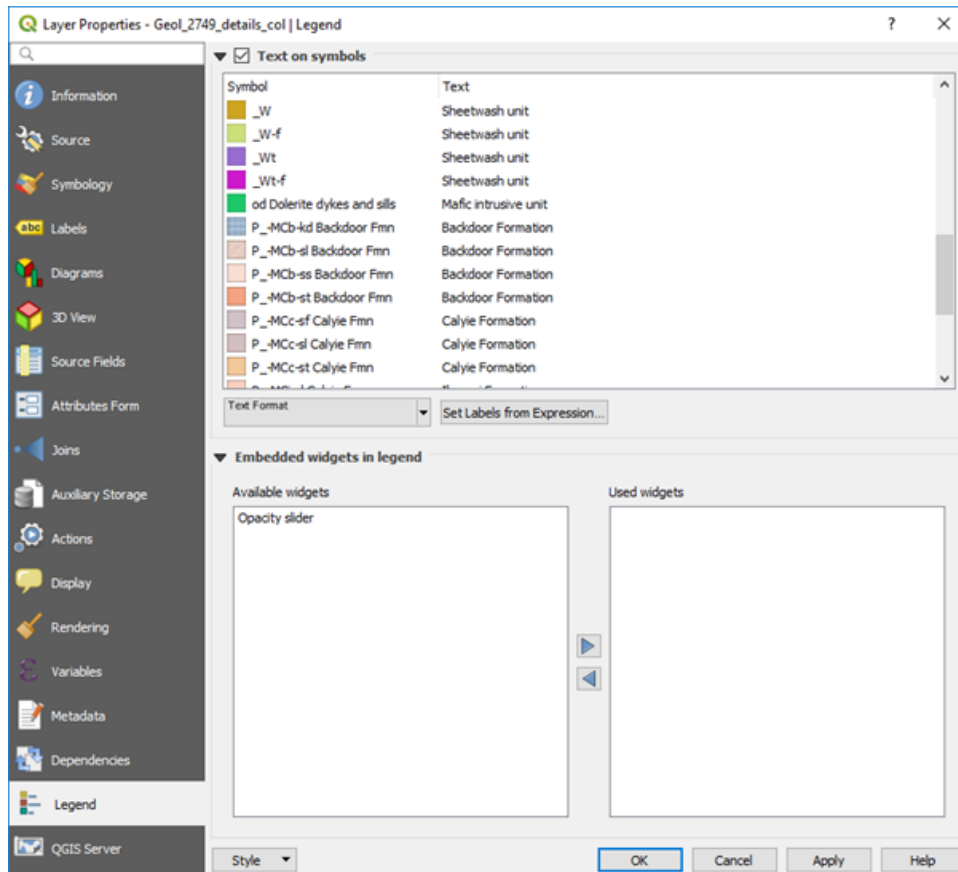 Layer Properties - Geol_2749_details_col | Legend
?
Information
Source
Symbology
abc Labels
Diagrams
3D View
Source Fields
Attributes Form
Joins
Auxiliary Storage
Actions
Display
Rendering
Variables
Metadata
Dependencies
Legend
QGIS Server
Text on symbols
Symbol Text
_W Sheetwash unit
_W-f Sheetwash unit
_Wt Sheetwash unit
_Wt-f Sheetwash unit
od Dolerite dykes and sills Mafic intrusive unit
P_-MCb-kd Backdoor Fmn Backdoor Formation
P_-MCb-sl Backdoor Fmn Backdoor Formation
P_-MCb-ss Backdoor Fmn Backdoor Formation
P_-MCb-st Backdoor Fmn Backdoor Formation
P_-MCc-sf Calyie Fmn Calyie Formation
P_-MCc-sl Calyie Fmn Calyie Formation
P_-MCc-st Calyie Fmn Calyie Formation
Text Format
Set Labels from Expression...
Embedded widgets in legend
Available widgets Used widgets
Opacity slider
Style OK Cancel Apply Help